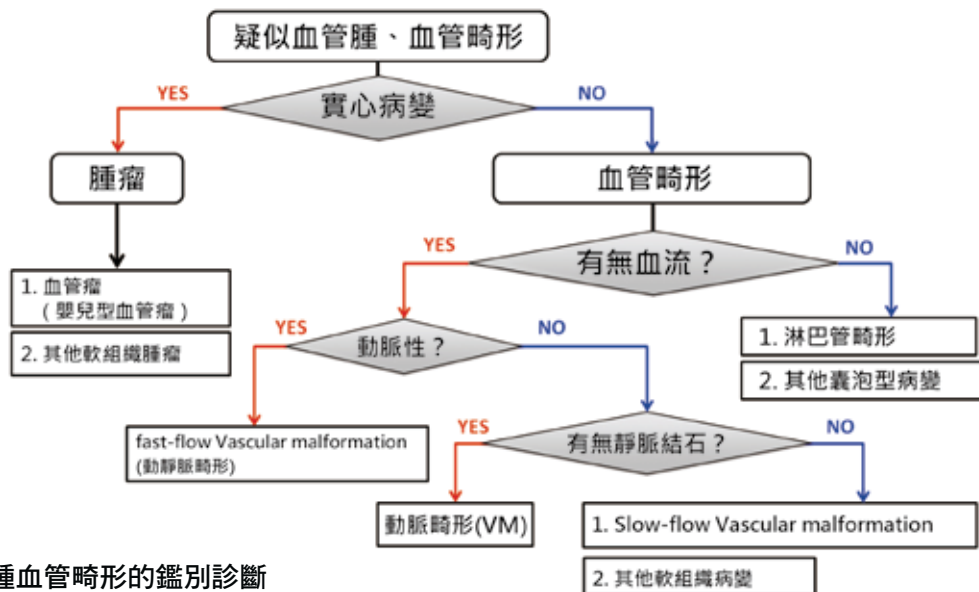 疑似血管腫、血管畸形
YES
NO
實心病變
腫瘤
血管畸形
1. 血管瘤
(嬰兒型血管瘤)
2. 其他軟組織腫瘤
YES
NO
有無血流？
1. 淋巴管畸形
2. 其他囊泡型病變
YES
NO
動脈性？
fast-flow Vascular malformation
(動靜脈畸形)
YES
NO
有無靜脈結石？
動脈畸形(VM)
1. Slow-flow Vascular malformation
2. 其他軟組織病變
腫血管畸形的鑑別診斷